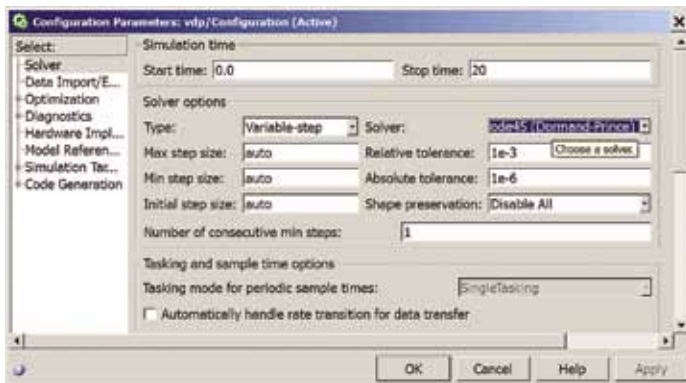 Configuration Parameters: vdp/Configuration (Active)
Select:
Solver
Data Import/E...
Optimization
Diagnostics
Hardware Impl...
Model Referen...
Simulation Tar...
Code Generation
Simulation time
Start time: 0.0 Stop time: 20
Solver options
Type: Variable-step Solver: ode45 (Dormand-Prince)
Max step size: auto Relative tolerance: 1e-3
Choose a solver.
Min step size: auto Absolute tolerance: 1e-6
Initial step size: auto Shape preservation: Disable All
Number of consecutive min steps: 1
Tasking and sample time options
Tasking mode for periodic sample times: SingleTasking
Automatically handle rate transition for data transfer
OK Cancel Help Apply